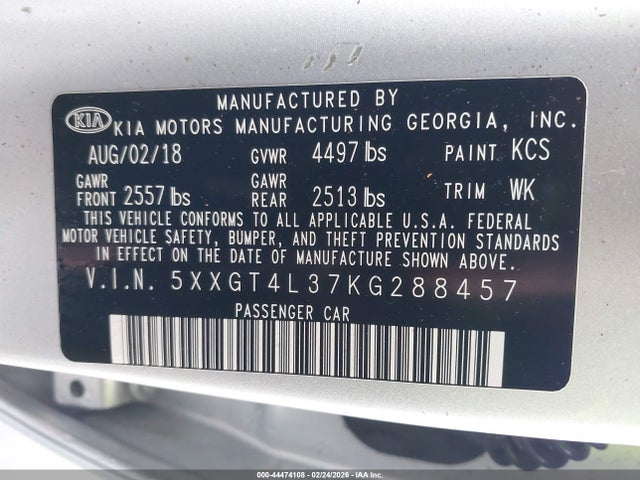 MANUFACTURED BY
KIA KIA MOTORS MANUFACTURING GEORGIA, INC.
AUG/02/18 GVWR 4497 lbs PAINT KCS
GAWR FRONT 2557 lbs GAWR REAR 2513 lbs TRIM WK
THIS VEHICLE CONFORMS TO ALL APPLICABLE U.S.A. FEDERAL
MOTOR VEHICLE SAFETY, BUMPER, AND THEFT PREVENTION STANDARDS
IN EFFECT ON THE DATE OF MANUFACTURE SHOWN ABOVE.
V.I.N. 5XXGT4L37KG288457
PASSENGER CAR
000-44474108 - 02/24/2026 - IAA Inc.